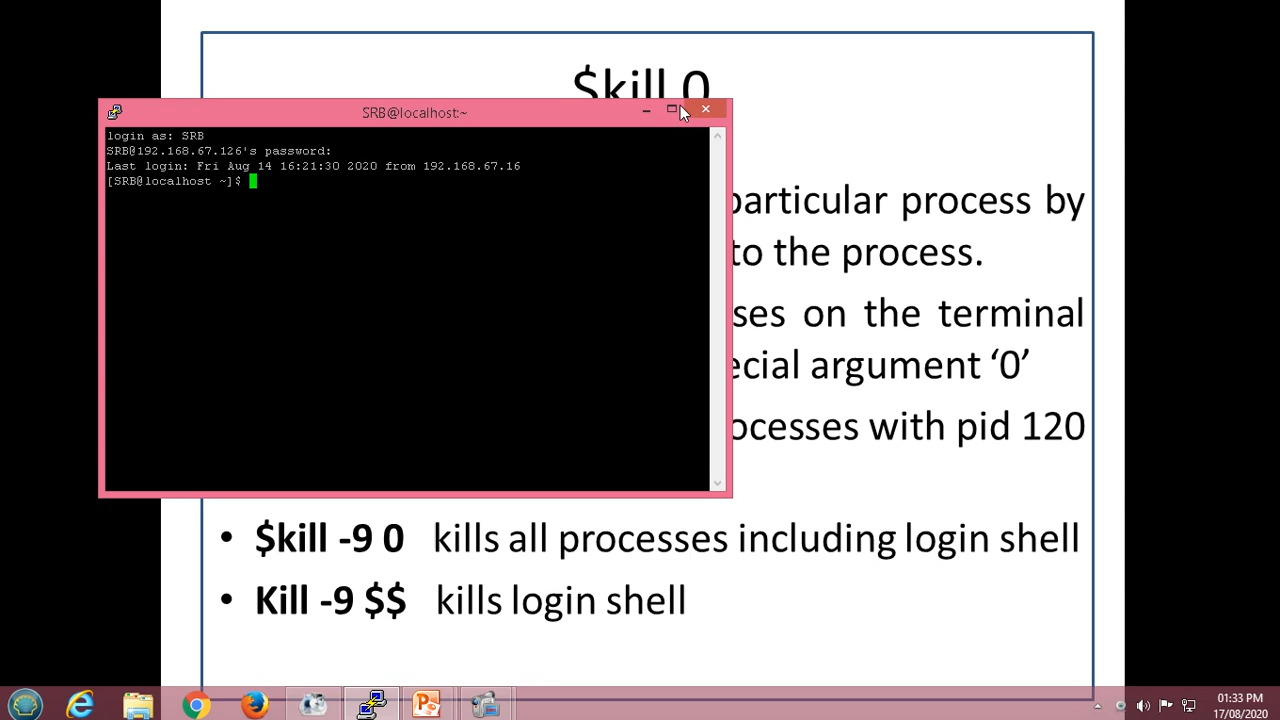 $kill 0
SRB@localhost:~
login as: SRB
SRB@192.168.67.126's password:
Last login: Fri Aug 14 16:21:30 2020 from 192.168.67.16
[SRB@localhost ~]$
particular process by
to the process.
ses on the terminal
ecial argument ‘0’
ocesses with pid 120
• $kill -9 0 kills all processes including login shell
• Kill -9 $$ kills login shell
01:33 PM
17/08/2020